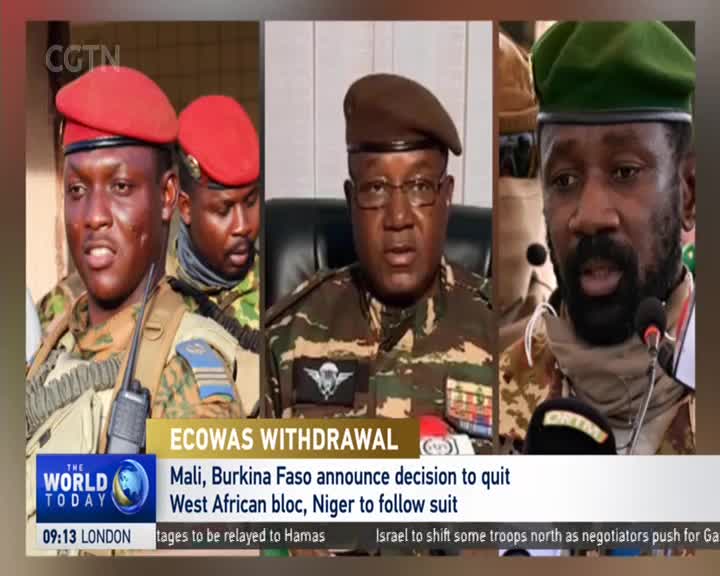 CGTN
ORTM
ECOWAS WITHDRAWAL
THE
WORLD
TODAY
Mali, Burkina Faso announce decision to quit
West African bloc, Niger to follow suit
09:13 LONDON
tages to be relayed to Hamas Israel to shift some troops north as negotiators push for Ga